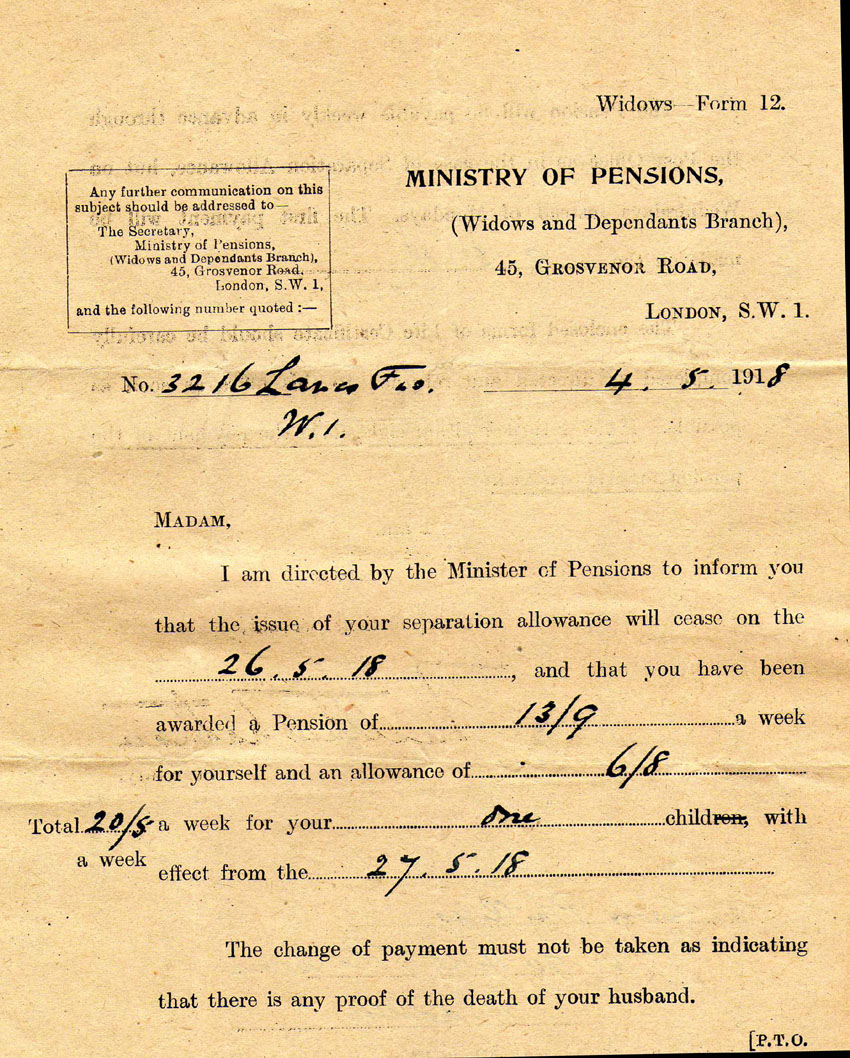 Widows—Form 12.
Any further communication on this
subject should be addressed to—
The Secretary,
Ministry of Pensions,
(Widows and Dependants Branch),
45, Grosvenor Road,
London, S.W. 1,
and the following number quoted :—
MINISTRY OF PENSIONS,
(Widows and Dependants Branch),
45, GROSVENOR ROAD,
LONDON, S.W. 1.
No. 3216 Lancs Fus.
W.1.
4. 5. 1918
MADAM,
I am directed by the Minister of Pensions to inform you
that the issue of your separation allowance will cease on the
26. 5. 18, and that you have been
awarded a Pension of 13/9 a week
for yourself and an allowance of 6/8
Total 20/5 a week for your one children, with
a week
effect from the 27. 5. 18
The change of payment must not be taken as indicating
that there is any proof of the death of your husband.
[P.T.O.